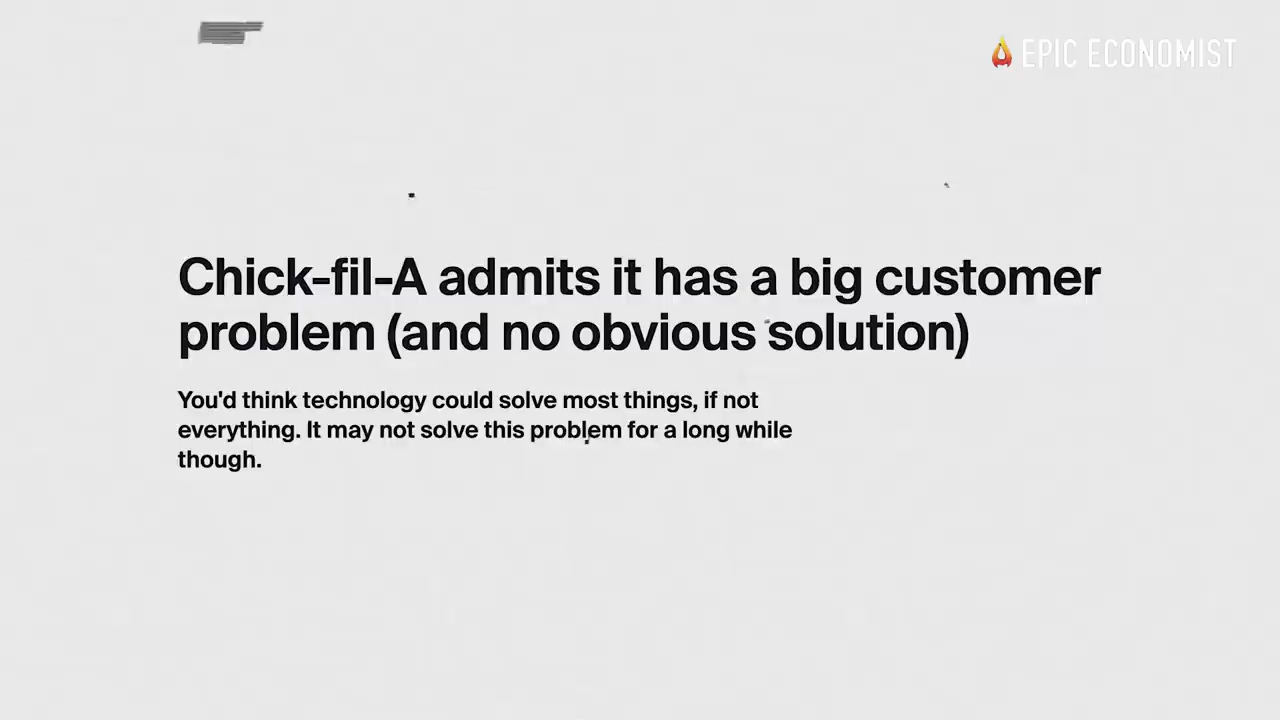 EPIC ECONOMIST
Chick-fil-A admits it has a big customer
problem (and no obvious solution)
You'd think technology could solve most things, if not
everything. It may not solve this problem for a long while
though.